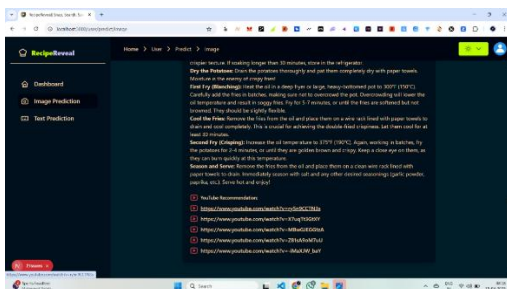 localhost
RecipeReveal
Home > User > Predict > Image
Dashboard
Image Prediction
Text Prediction
crispier texture. If soaking longer than 30 minutes, store in the refrigerator.
Dry the Potatoes: Drain the potatoes thoroughly and pat them completely dry with paper towels.
Moisture is the enemy of crispy fries!
First Fry (Blanching): Heat the oil in a deep fryer or large, heavy-bottomed pot to 300°F (150°C).
Carefully add the fries in batches, making sure not to overcrowd the pot. Overcrowding will lower the
oil temperature and result in soggy fries. Fry for 5-7 minutes, or until the fries are softened but not
browned. They should be slightly flexible.
Cool the Fries: Remove the fries from the oil and place them on a wire rack lined with paper towels to
drain and cool completely. This is crucial for achieving the double-fried crispiness. Let them cool for at
least 30 minutes.
Second Fry (Crisping): Increase the oil temperature to 375°F (190°C). Again, working in batches, fry
the potatoes for 2-4 minutes, or until they are golden brown and crispy. Keep a close eye on them, as
they can burn quickly at this temperature.
Season and Serve: Remove the fries from the oil and place them on a clean wire rack lined with
paper towels to drain. Immediately season with salt and any other desired seasonings (garlic powder,
paprika, etc.). Serve hot and enjoy!
YouTube Recommendations
https://www.youtube.com/watch?v=
https://www.youtube.com/watch?v=
https://www.youtube.com/watch?v=
https://www.youtube.com/watch?v=
https://www.youtube.com/watch?v=
Search